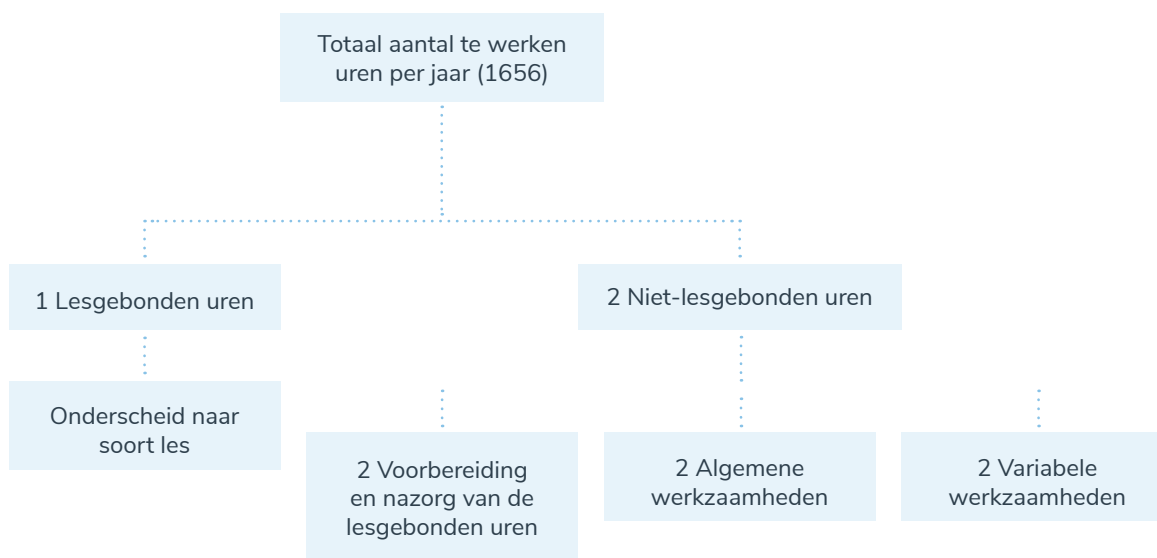 Totaal aantal te werken
uren per jaar (1656)
1 Lesgebonden uren
2 Niet-lesgebonden uren
Onderscheid naar
soort les
2 Voorbereiding
en nazorg van de
lesgebonden uren
2 Algemene
werkzaamheden
2 Variabele
werkzaamheden